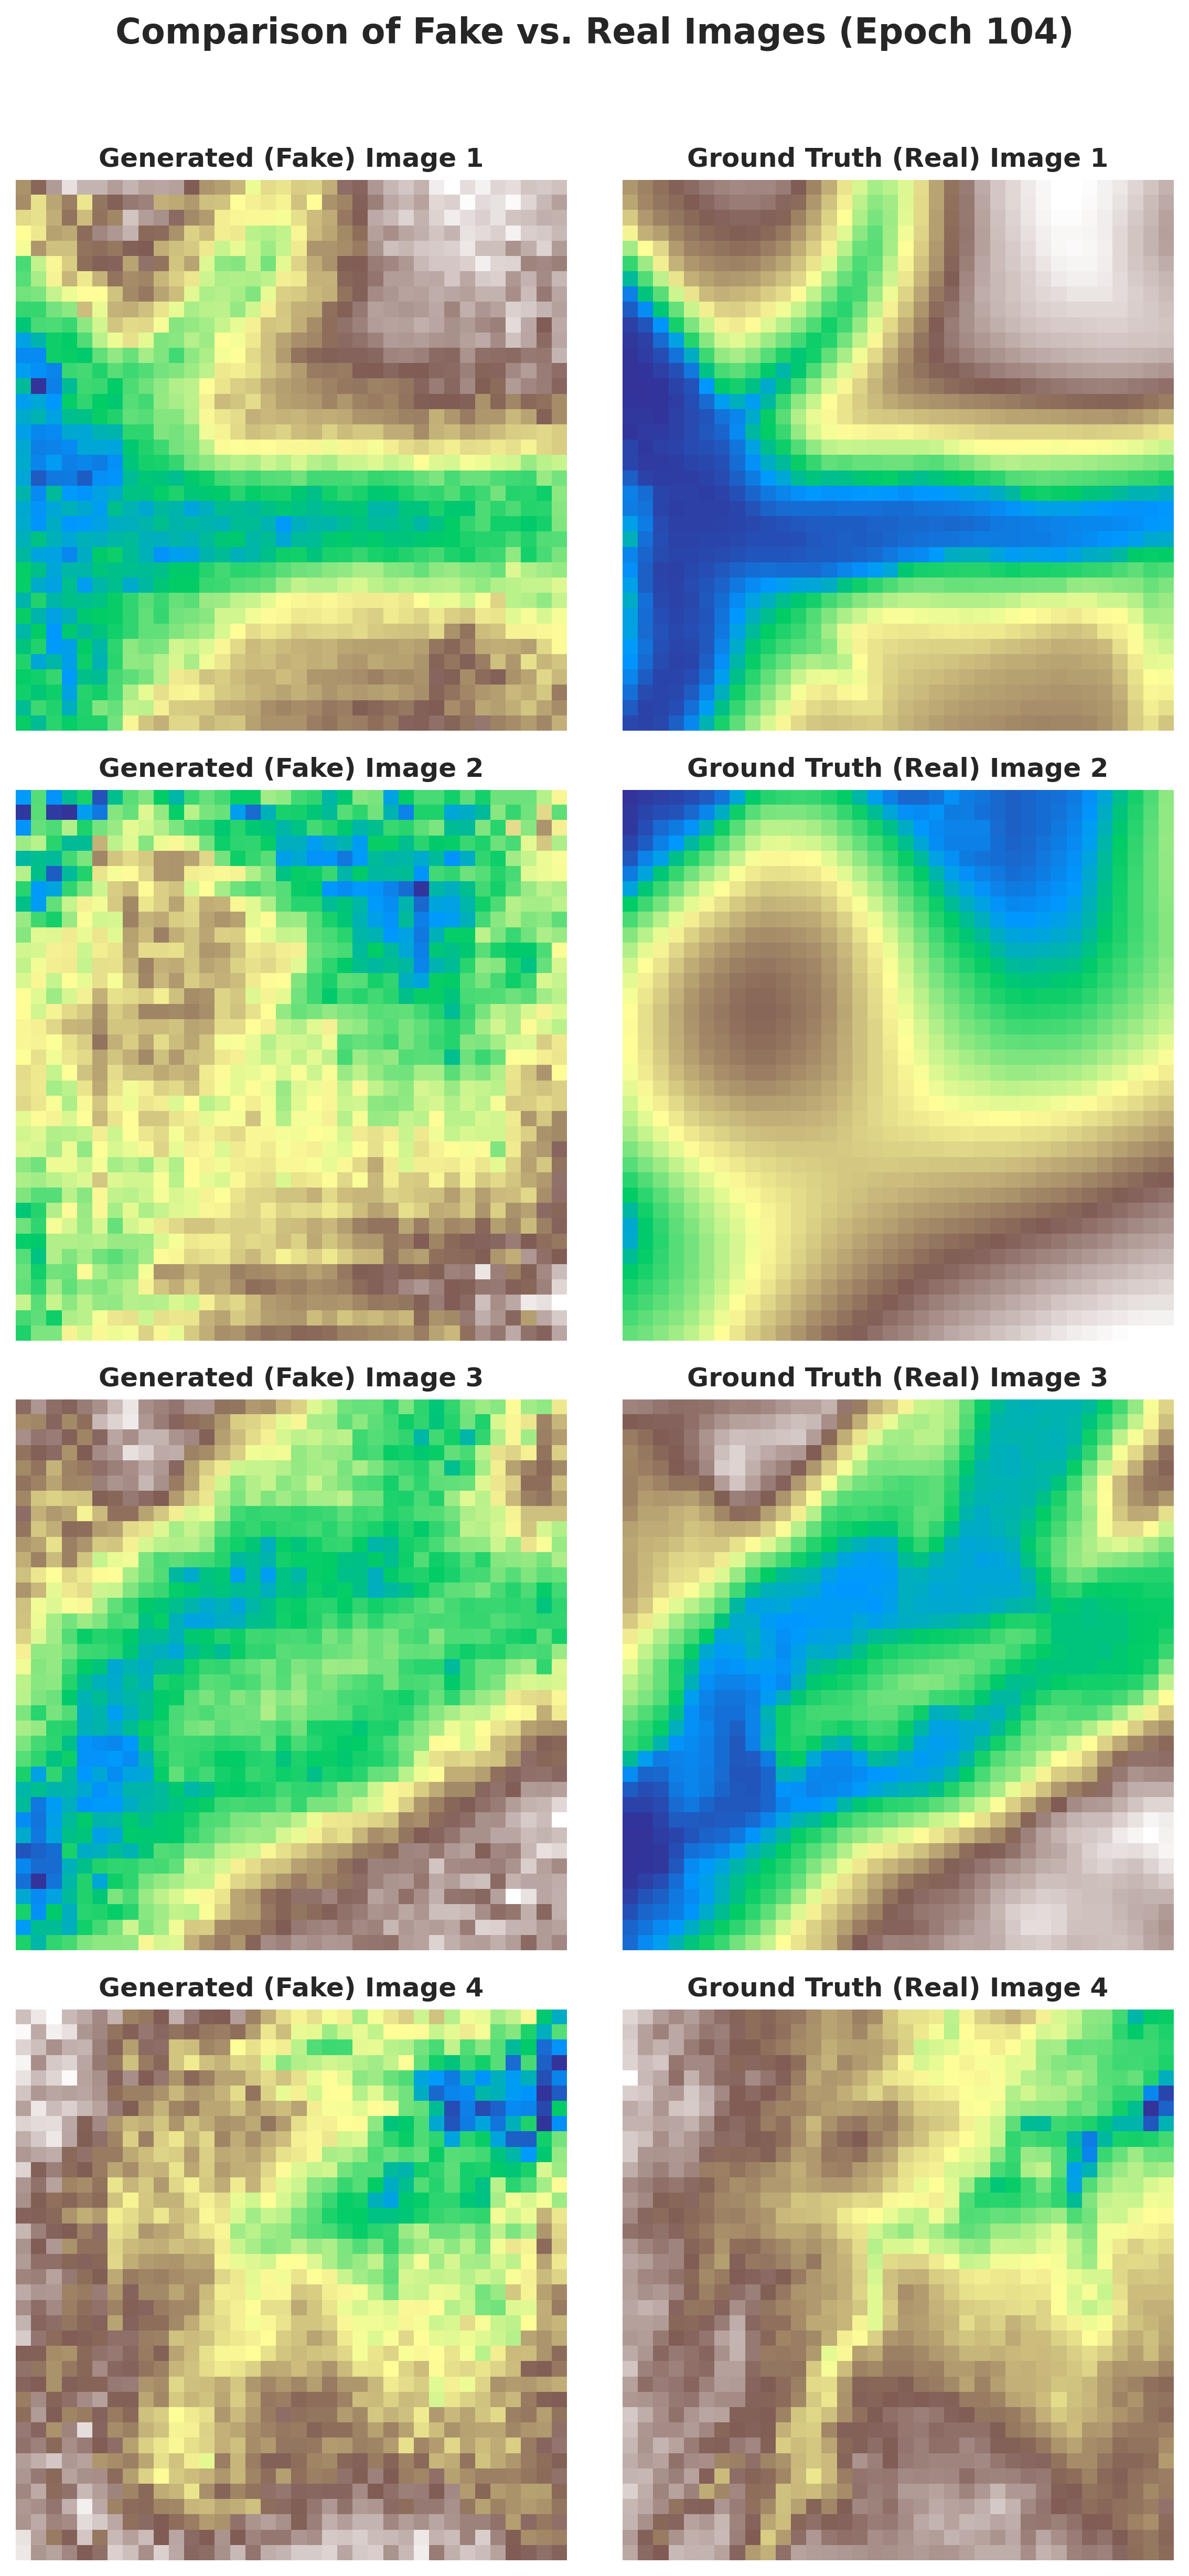 Comparison of Fake vs. Real Images (Epoch 104)
Generated (Fake) Image 1
Ground Truth (Real) Image 1
Generated (Fake) Image 2
Ground Truth (Real) Image 2
Generated (Fake) Image 3
Ground Truth (Real) Image 3
Generated (Fake) Image 4
Ground Truth (Real) Image 4